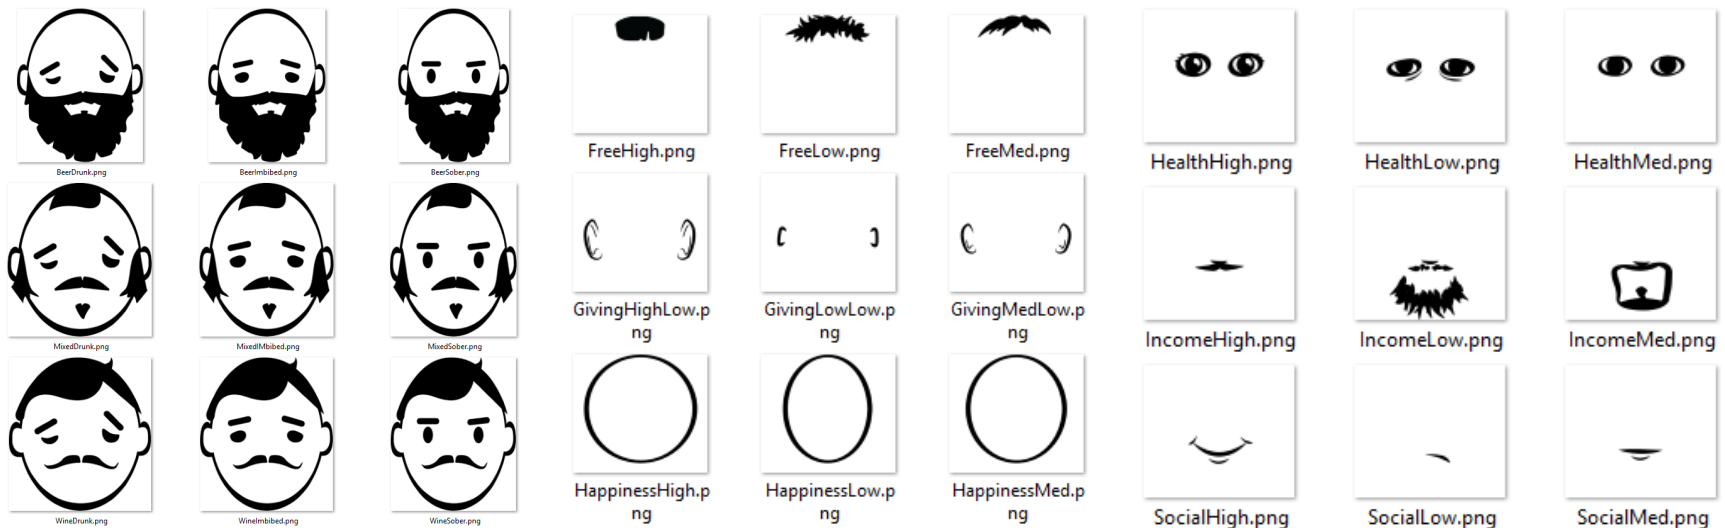 BeerDrunk.png
BeerImbibed.png
BeerSober.png
MixedDrunk.png
MixedIMbibed.png
MixedSober.png
WineDrunk.png
WineImbibed.png
WineSober.png
FreeHigh.png
FreeLow.png
FreeMed.png
GivingHighLow.p
ng
GivingLowLow.p
ng
GivingMedLow.p
ng
HappinessHigh.p
ng
HappinessLow.p
ng
HappinessMed.p
ng
HealthHigh.png
HealthLow.png
HealthMed.png
IncomeHigh.png
IncomeLow.png
IncomeMed.png
SocialHigh.png
SocialLow.png
SocialMed.png